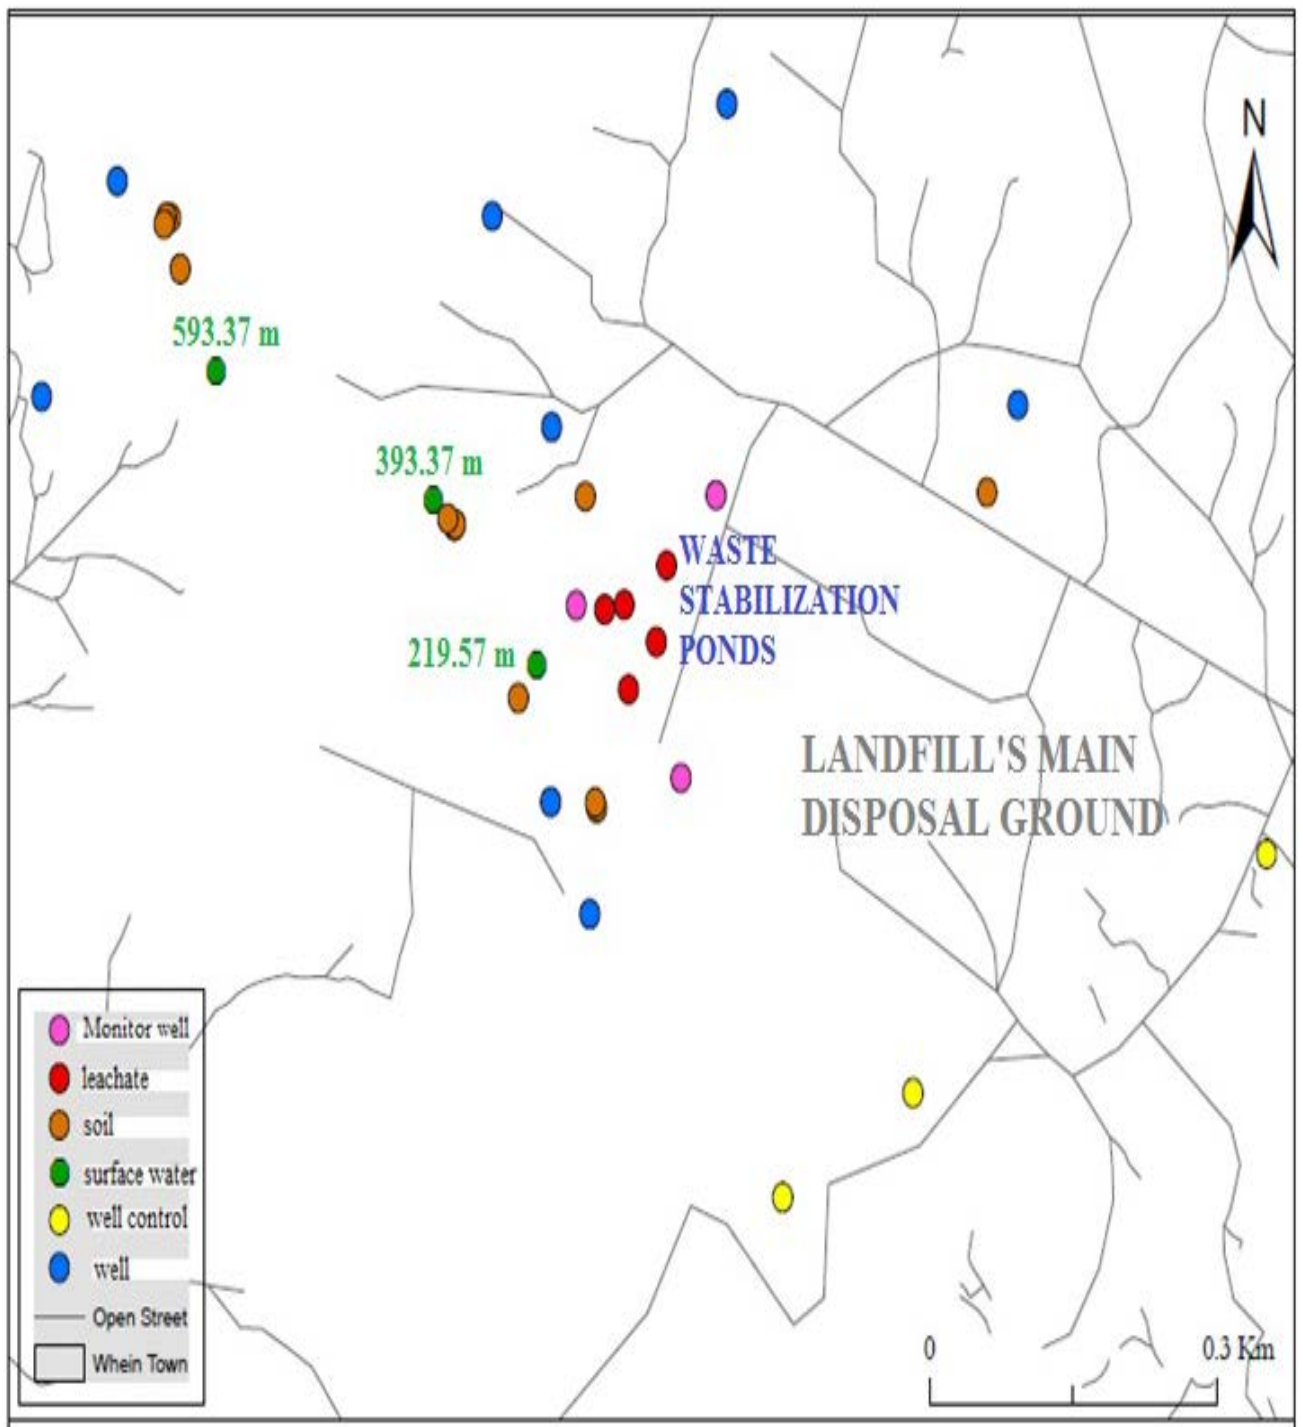 N
593.37 m
393.37 m
WASTE
STABILIZATION
PONDS
219.57 m
LANDFILL'S MAIN
DISPOSAL GROUND
Monitor well
leachate
soil
surface water
well control
well
Open Street
Whein Town
0 0.3 Km